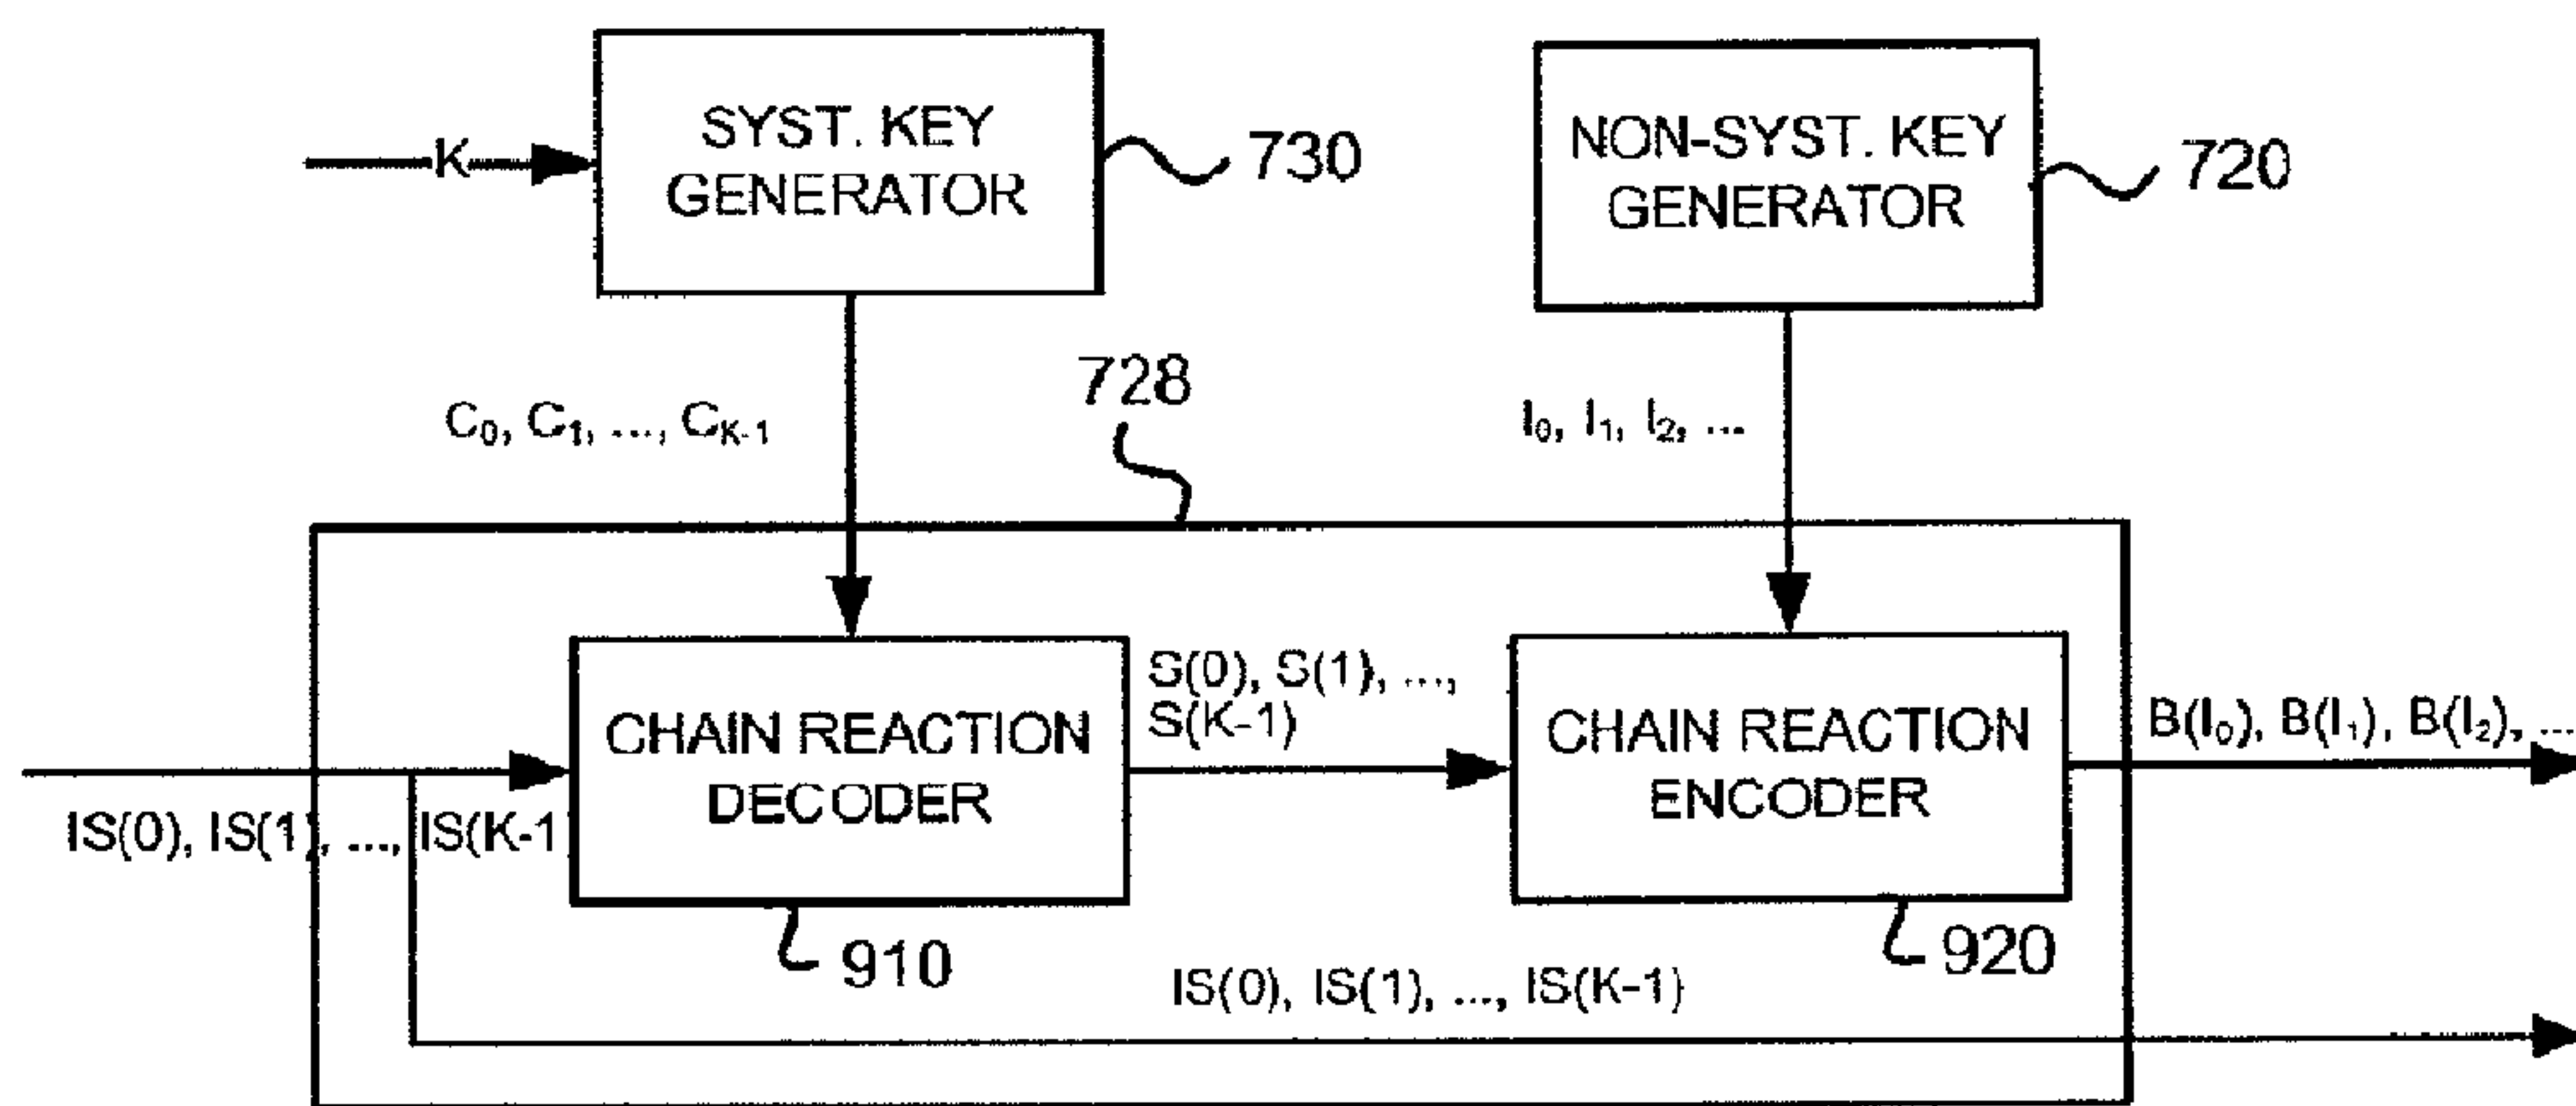 SYST. KEY
GENERATOR
730
NON-SYST. KEY
GENERATOR
720
K
728
C₀, C₁, ..., C_K-1
I₀, I₁, I₂, ...
IS(0), IS(1), ..., IS(K-1
CHAIN REACTION
DECODER
910
S(0), S(1), ...,
S(K-1)
CHAIN REACTION
ENCODER
920
B(I₀), B(I₁), B(I₂), ...
IS(0), IS(1), ..., IS(K-1)